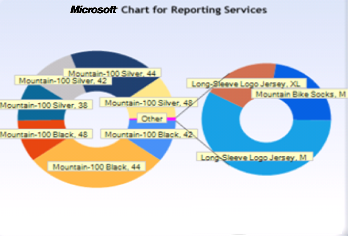 Microsoft Chart for Reporting Services
Mountain-100 Silver, 44
Mountain-100 Silver, 42
Mountain-100 Silver, 48
Mountain-100 Silver, 38
Other
Mountain-100 Black, 48
Mountain-100 Black, 42
Mountain-100 Black, 44
Long-Sleeve Logo Jersey, XL
Mountain Bike Socks, M
Long-Sleeve Logo Jersey, M